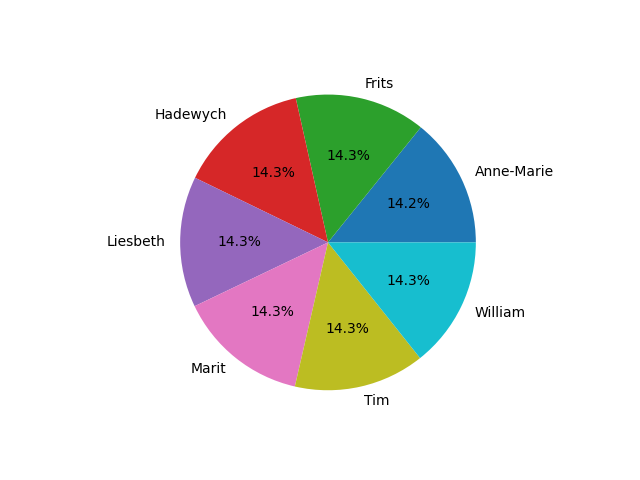 Frits
Hadewych
Anne-Marie
14.3%
14.3%
14.2%
Liesbeth
14.3%
14.3%
14.3%
14.3%
William
Marit
Tim